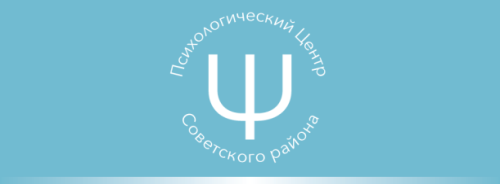 Психологический Центр
Ψ
Советского района